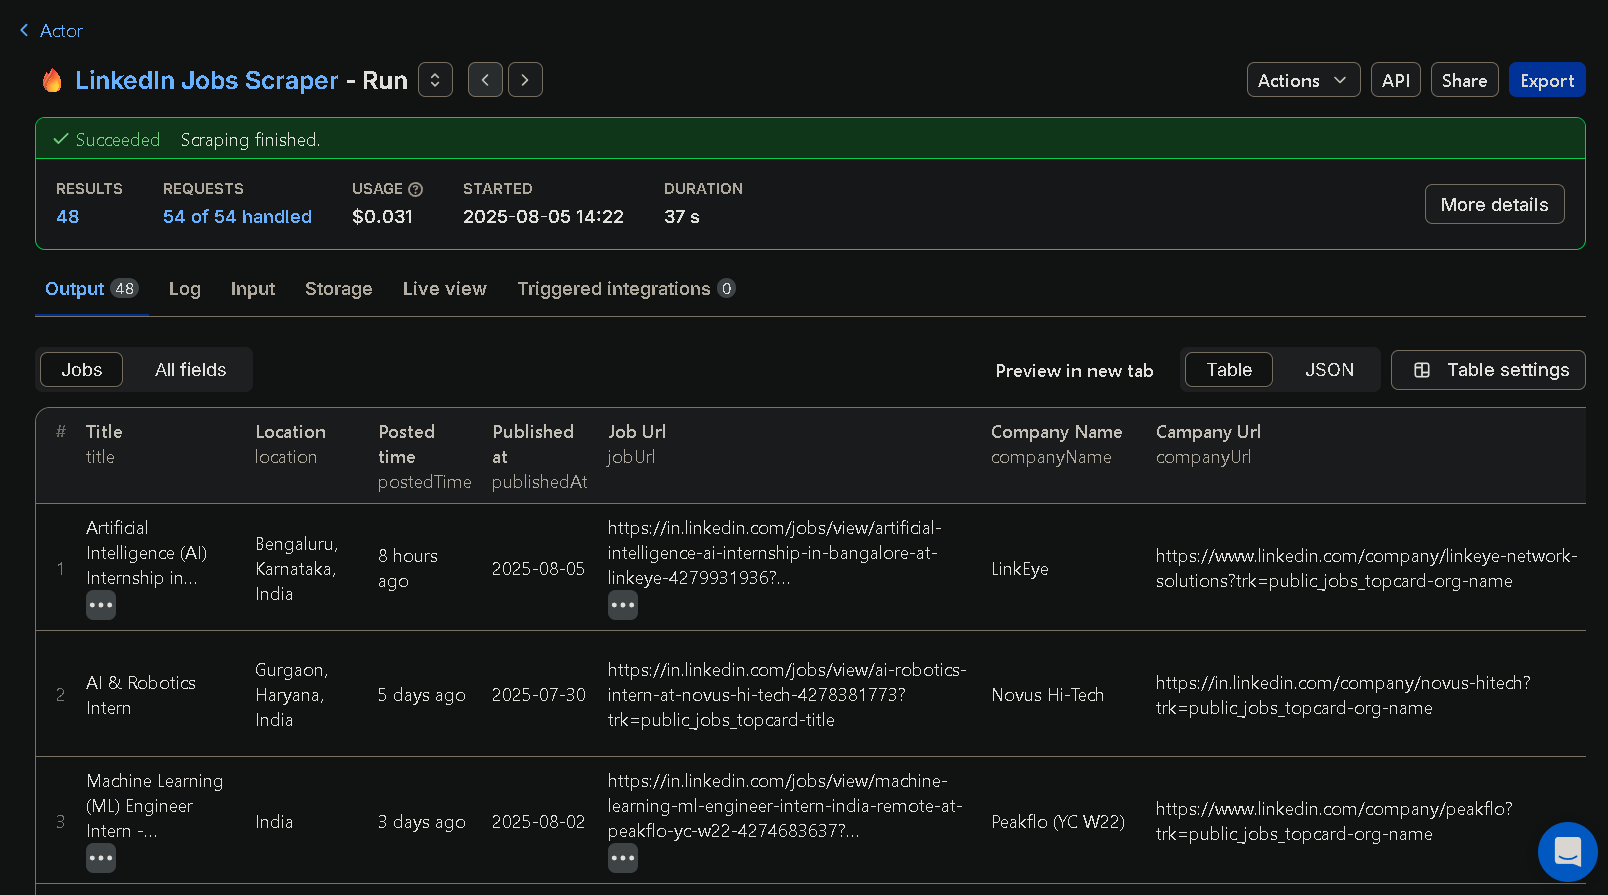 Actor
LinkedIn Jobs Scraper - Run
Actions
API
Share
Export
Succeeded Scraping finished.
RESULTS
48
REQUESTS
54 of 54 handled
USAGE
$0.031
STARTED
2025-08-05 14:22
DURATION
37 s
More details
Output 48
Log
Input
Storage
Live view
Triggered integrations 0
Jobs
All fields
Preview in new tab
Table
JSON
Table settings
#
Title
title
Location
location
Posted
time
postedTime
Published
at
publishedAt
Job Url
jobUrl
Company Name
companyName
Campany Url
companyUrl
1
Artificial
Intelligence (AI)
Internship in...
Bengaluru,
Karnataka,
India
8 hours
ago
2025-08-05
https://in.linkedin.com/jobs/view/artificial-
intelligence-ai-internship-in-bangalore-at-
linkeye-4279931936?...
LinkEye
https://www.linkedin.com/company/linkeye-network-
solutions?trk=public_jobs_topcard-org-name
2
AI & Robotics
Intern
Gurgaon,
Haryana,
India
5 days ago
2025-07-30
https://in.linkedin.com/jobs/view/ai-robotics-
intern-at-novus-hi-tech-4278381773?
trk=public_jobs_topcard-title
Novus Hi-Tech
https://in.linkedin.com/company/novus-hitech?
trk=public_jobs_topcard-org-name
3
Machine Learning
(ML) Engineer
Intern -...
India
3 days ago
2025-08-02
https://in.linkedin.com/jobs/view/machine-
learning-ml-engineer-intern-india-remote-at-
peakflo-yc-w22-4274683637?...
Peakflo (YC W22)
https://www.linkedin.com/company/peakflo?
trk=public_jobs_topcard-org-name